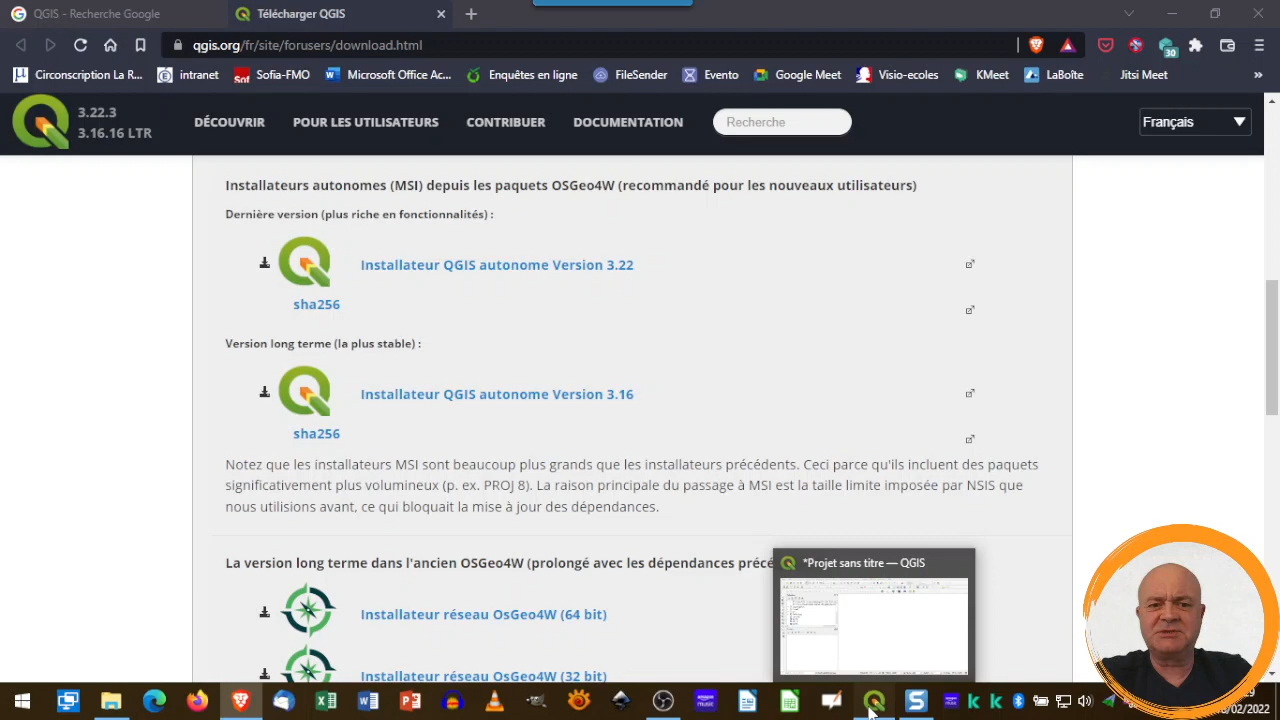 QGIS – Recherche Google
Télécharger QGIS
qgis.org/fr/site/forusers/download.html
30
Circonscription La R...
intranet
Sofia-FMO
Microsoft Office Ac...
Enquêtes en ligne
FileSender
Evento
Google Meet
Visio-ecoles
KMeet
LaBoîte
Jitsi Meet
»
3.22.3
3.16.16 LTR
DÉCOUVRIR
POUR LES UTILISATEURS
CONTRIBUER
DOCUMENTATION
Recherche
Français
Installateurs autonomes (MSI) depuis les paquets OSGeo4W (recommandé pour les nouveaux utilisateurs)
Dernière version (plus riche en fonctionnalités) :
Installateur QGIS autonome Version 3.22
sha256
Version long terme (la plus stable) :
Installateur QGIS autonome Version 3.16
sha256
Notez que les installateurs MSI sont beaucoup plus grands que les installateurs précédents. Ceci parce qu'ils incluent des paquets
significativement plus volumineux (p. ex. PROJ 8). La raison principale du passage à MSI est la taille limite imposée par NSIS que
nous utilisions avant, ce qui bloquait la mise à jour des dépendances.
La version long terme dans l'ancien OSGeo4W (prolongé avec les dépendances
*Projet sans titre — QGIS
Installateur réseau OsGeo4W (64 bit)
Installateur réseau OsGeo4W (32 bit)
/02/2022